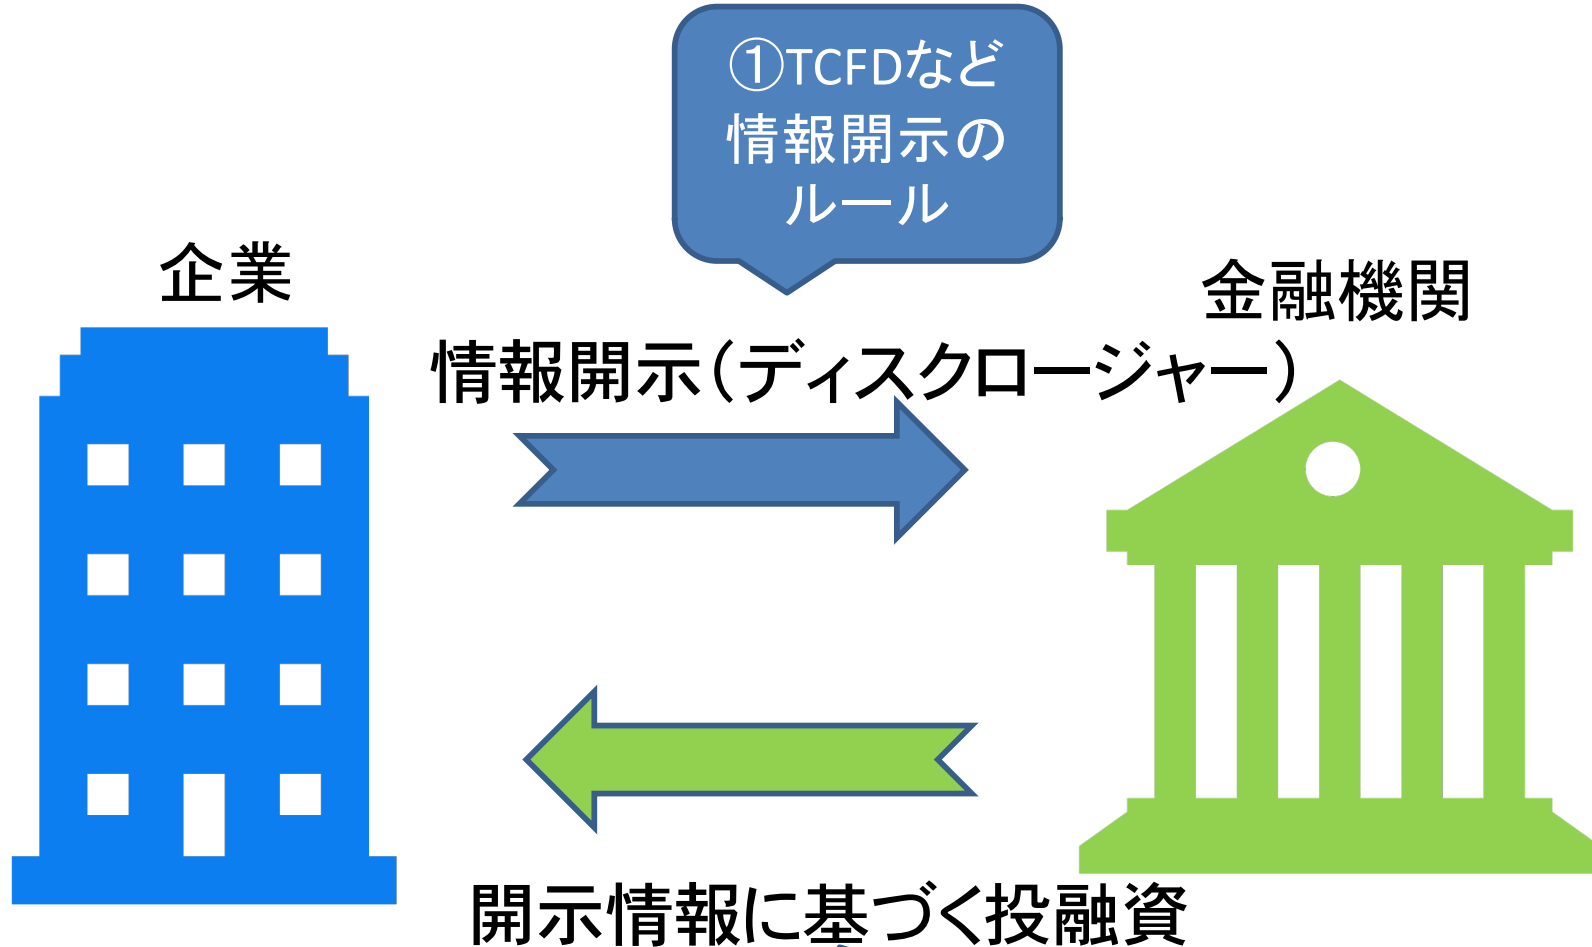 ①TCFDなど
情報開示の
ルール
企業
金融機関
情報開示(ディスクロージャー)
開示情報に基づく投融資